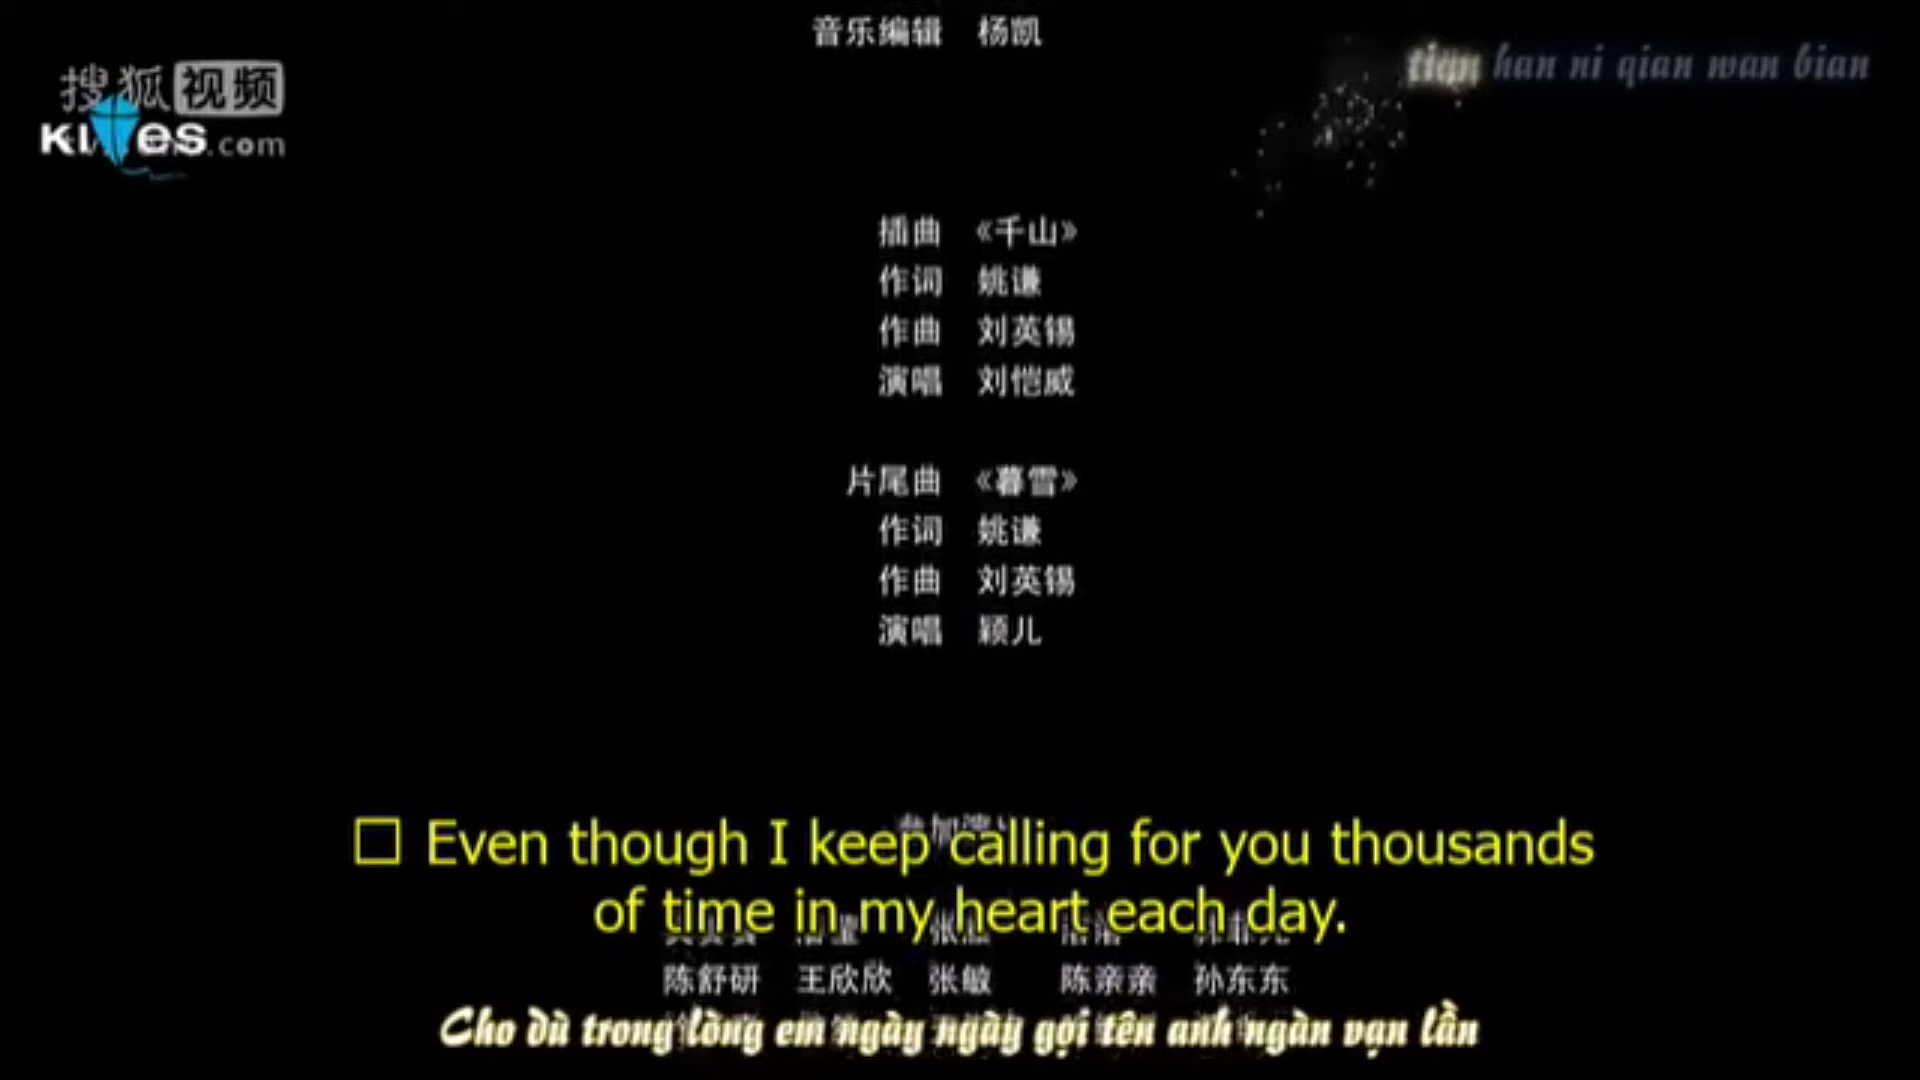 音乐编辑 杨凯
tian han ni qian wan bian
搜狐视频
KITES.com
插曲 《千山》
作词 姚谦
作曲 刘英锡
演唱 刘恺威
片尾曲 《暮雪》
作词 姚谦
作曲 刘英锡
演唱 颖儿
□ Even though I keep calling for you thousands
of time in my heart each day.
陈舒研 王欣欣 张敏 陈亲亲 孙东东
Cho dù trong lòng em ngày ngày gọi tên anh ngàn vạn lần